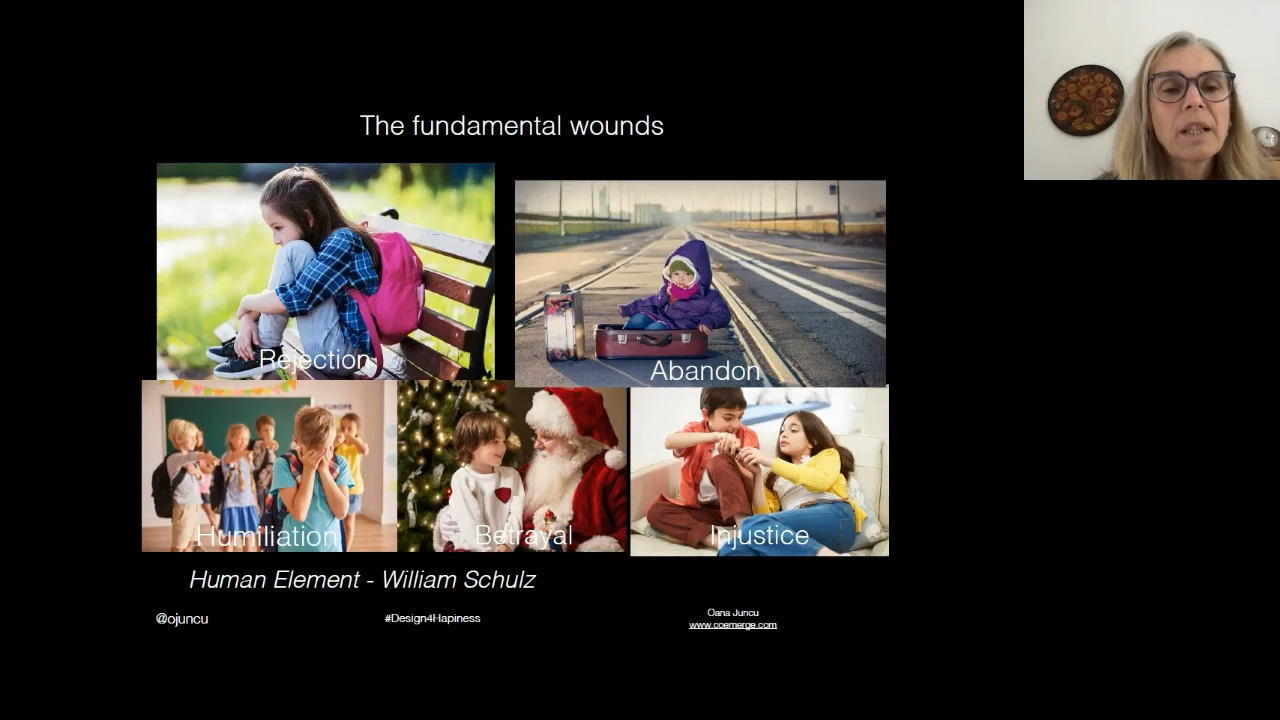 The fundamental wounds
Rejection
Abandon
EUROPE
Humiliation
Betrayal
Injustice
Human Element - William Schulz
@ojuncu
#Design4Hapiness
Oana Juncu
www.coemerge.com